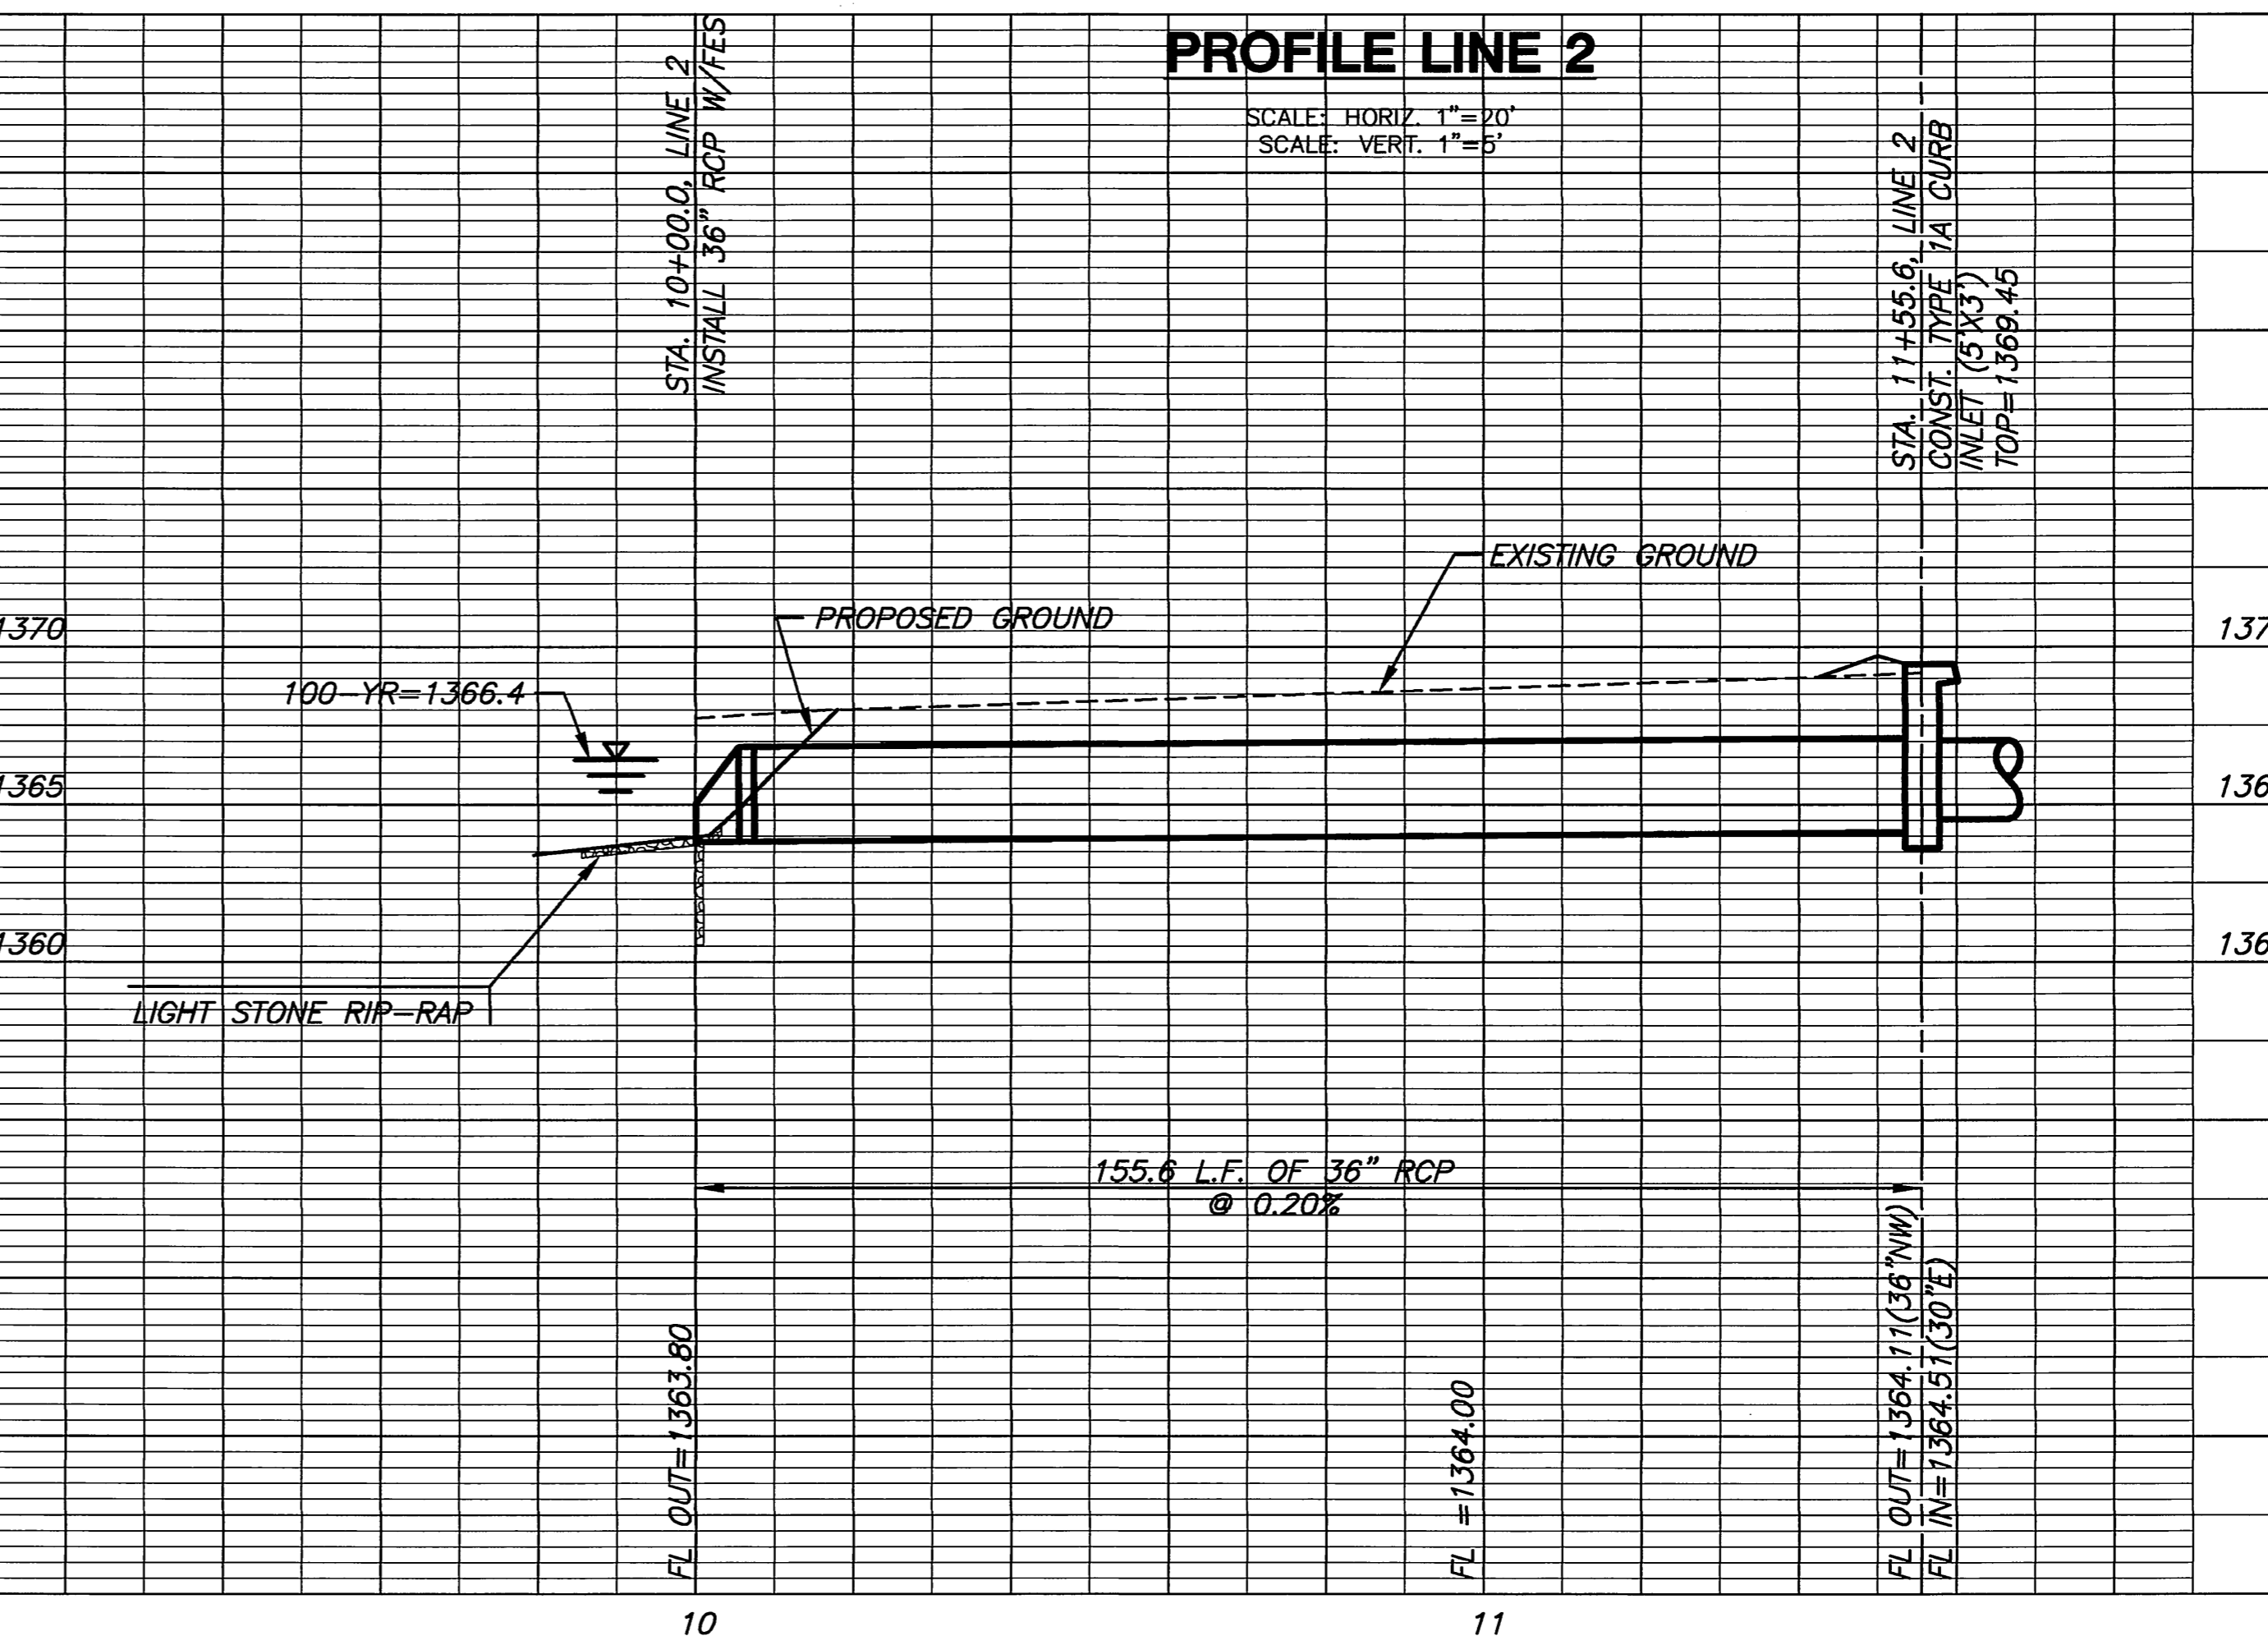 PROFILE LINE 2
SCALE: HORIZ. 1"=20'
SCALE: VERT. 1"=5'
STA. 10+00.0, LINE 2
INSTALL 36" RCP W/FES
STA. 11+55.6, LINE 2
CONST. TYPE 1A CURB
INLET (5'X3')
TOP=1369.45
EXISTING GROUND
PROPOSED GROUND
1370
137
100-YR=1366.4
1365
136
1360
136
LIGHT STONE RIP-RAP
155.6 L.F. OF 36" RCP
@ 0.20%
FL OUT=1363.80
FL =1364.00
FL OUT=1364.11(36"NW)
FL IN=1364.51(30"E)
10
11